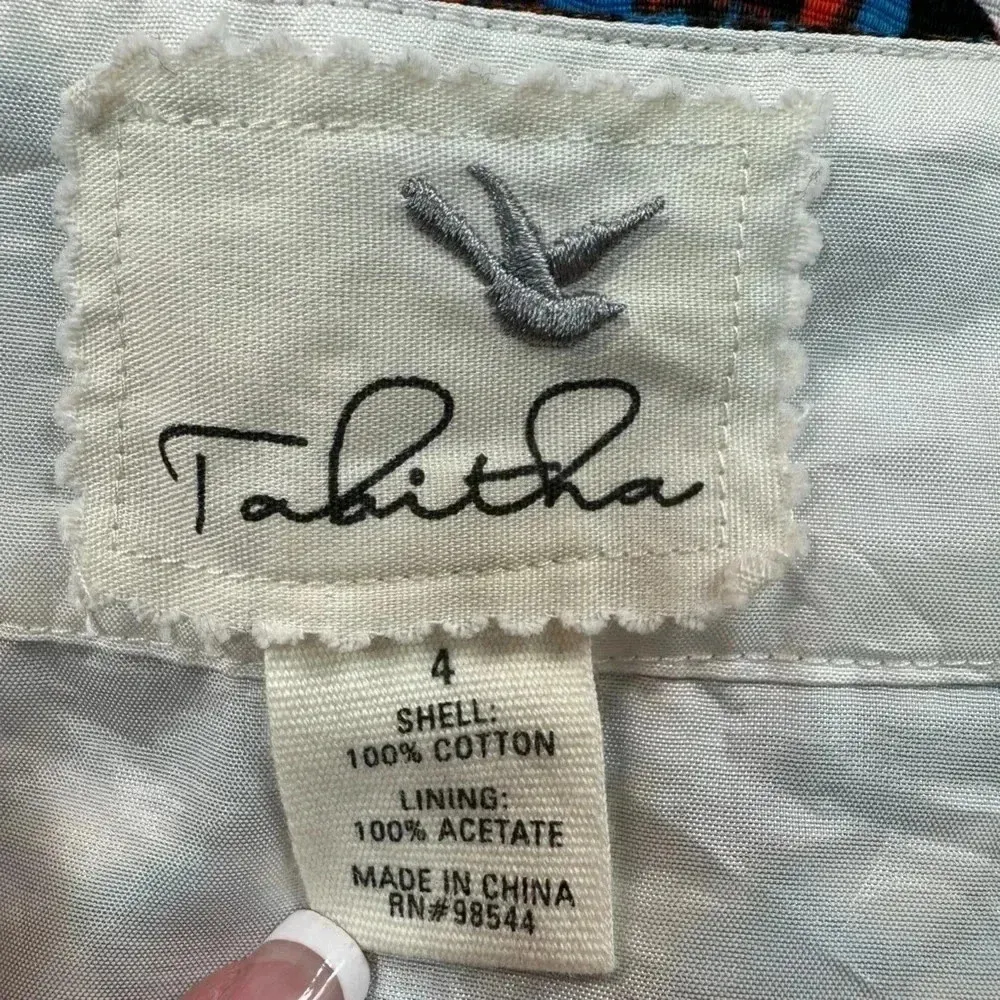 Tabitha
4
SHELL:
100% COTTON
LINING:
100% ACETATE
MADE IN CHINA
RN#98544